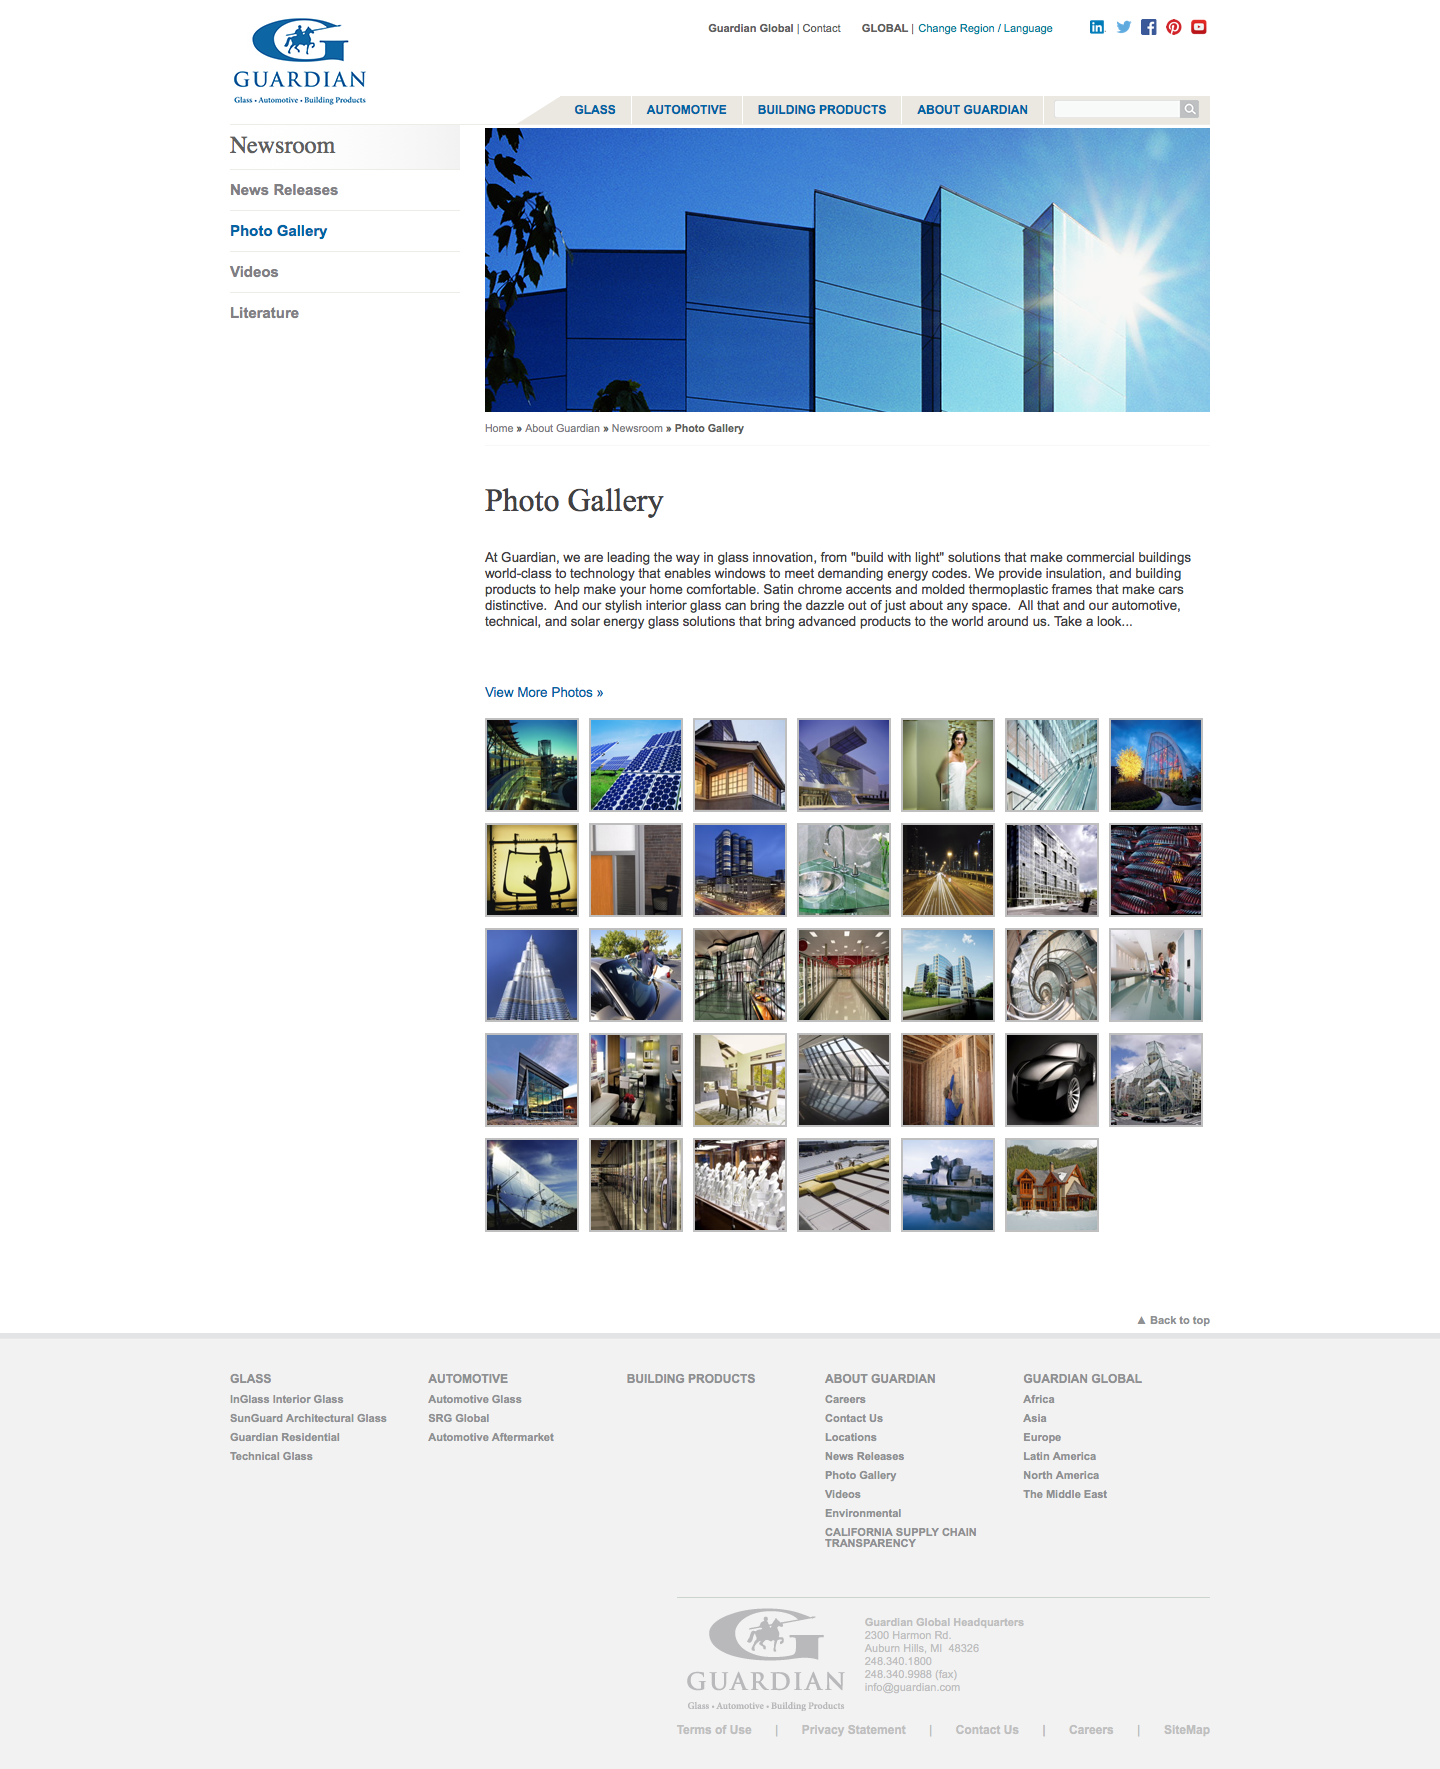 GUARDIAN
Glass • Automotive • Building Products
Guardian Global | Contact GLOBAL | Change Region / Language
GLASS AUTOMOTIVE BUILDING PRODUCTS ABOUT GUARDIAN
Newsroom
News Releases
Photo Gallery
Videos
Literature
Home » About Guardian » Newsroom » Photo Gallery
Photo Gallery
At Guardian, we are leading the way in glass innovation, from "build with light" solutions that make commercial buildings
world-class to technology that enables windows to meet demanding energy codes. We provide insulation, and building
products to help make your home comfortable. Satin chrome accents and molded thermoplastic frames that make cars
distinctive.  And our stylish interior glass can bring the dazzle out of just about any space.  All that and our automotive,
technical, and solar energy glass solutions that bring advanced products to the world around us. Take a look...
View More Photos »
▲ Back to top
GLASS
InGlass Interior Glass
SunGuard Architectural Glass
Guardian Residential
Technical Glass
AUTOMOTIVE
Automotive Glass
SRG Global
Automotive Aftermarket
BUILDING PRODUCTS
ABOUT GUARDIAN
Careers
Contact Us
Locations
News Releases
Photo Gallery
Videos
Environmental
CALIFORNIA SUPPLY CHAIN
TRANSPARENCY
GUARDIAN GLOBAL
Africa
Asia
Europe
Latin America
North America
The Middle East
GUARDIAN
Glass • Automotive • Building Products
Guardian Global Headquarters
2300 Harmon Rd.
Auburn Hills, MI  48326
248.340.1800
248.340.9988 (fax)
info@guardian.com
Terms of Use | Privacy Statement | Contact Us | Careers | SiteMap